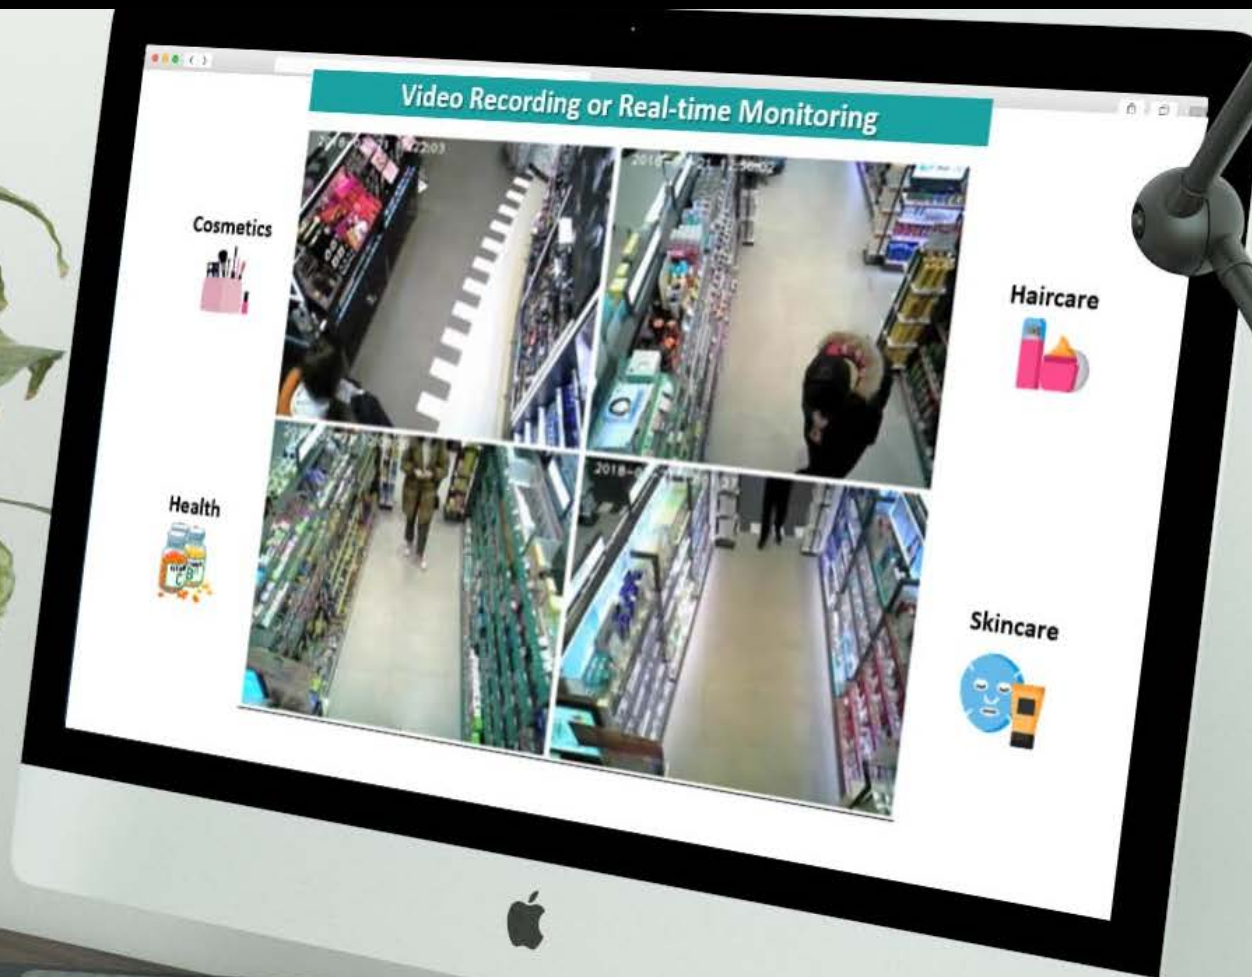 Video Recording or Real-time Monitoring
Cosmetics
Haircare
Health
Skincare